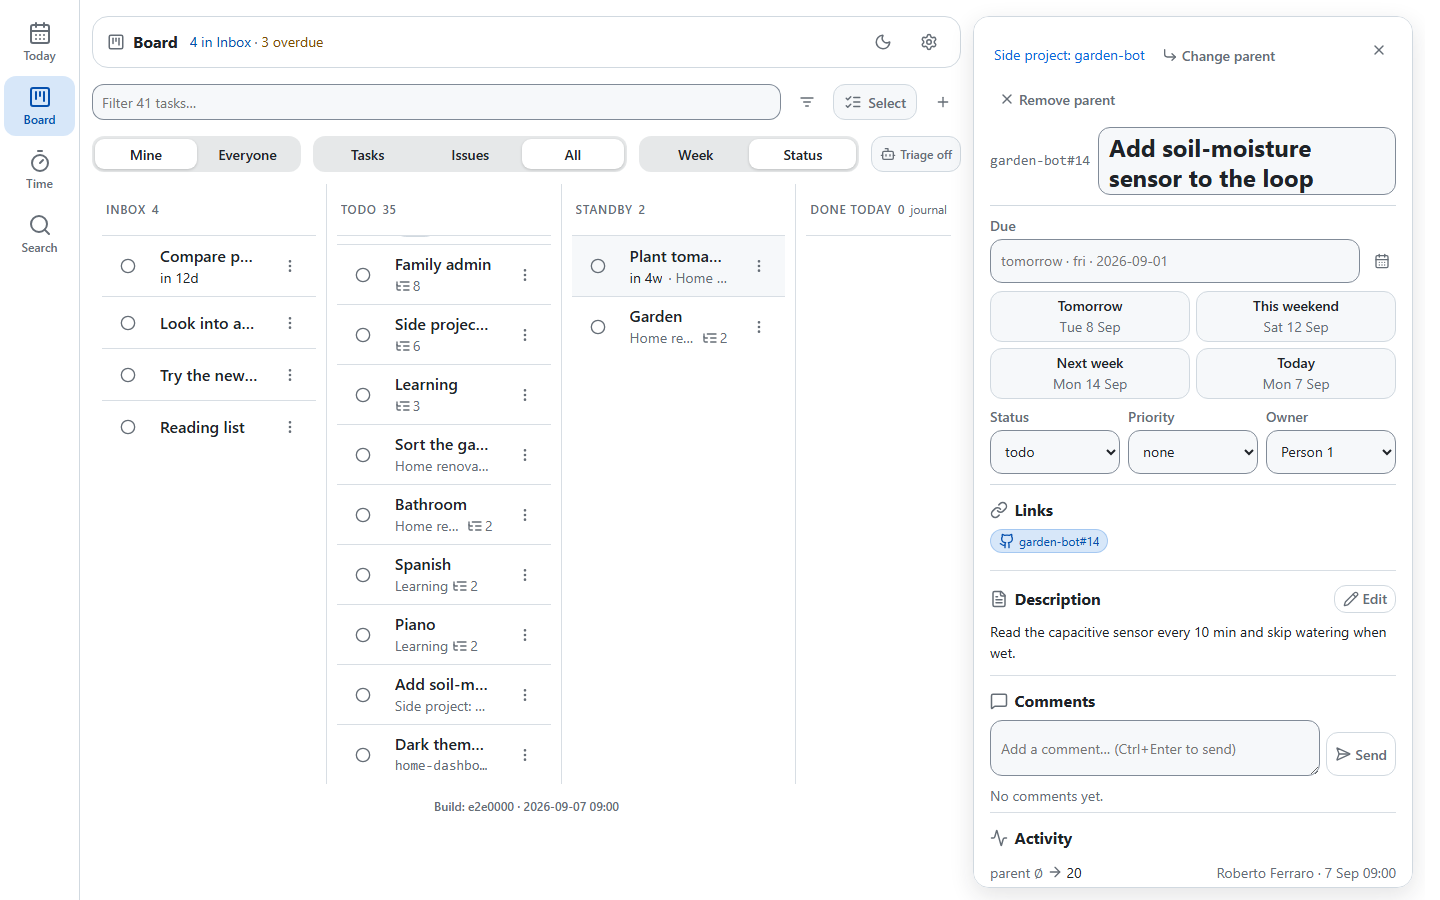 Today
Board
Time
Search
Board 4 in Inbox · 3 overdue
Filter 41 tasks...
Select
Mine Everyone
Tasks Issues All
Week Status
Triage off
INBOX 4
Compare p...
in 12d
Look into a...
Try the new...
Reading list
TODO 35
Family admin
8
Side projec...
6
Learning
3
Sort the ga...
Home renova...
Bathroom
Home re... 2
Spanish
Learning 2
Piano
Learning 2
Add soil-m...
Side project: ...
Dark them...
home-dashbo...
STANDBY 2
Plant toma...
in 4w · Home ...
Garden
Home re... 2
DONE TODAY 0 journal
Build: e2e0000 · 2026-09-07 09:00
Side project: garden-bot Change parent
Remove parent
garden-bot#14
Add soil-moisture
sensor to the loop
Due
tomorrow · fri · 2026-09-01
Tomorrow
Tue 8 Sep
This weekend
Sat 12 Sep
Next week
Mon 14 Sep
Today
Mon 7 Sep
Status Priority Owner
todo none Person 1
Links
garden-bot#14
Description Edit
Read the capacitive sensor every 10 min and skip watering when
wet.
Comments
Add a comment... (Ctrl+Enter to send)
Send
No comments yet.
Activity
parent ∅ → 20 Roberto Ferraro · 7 Sep 09:00